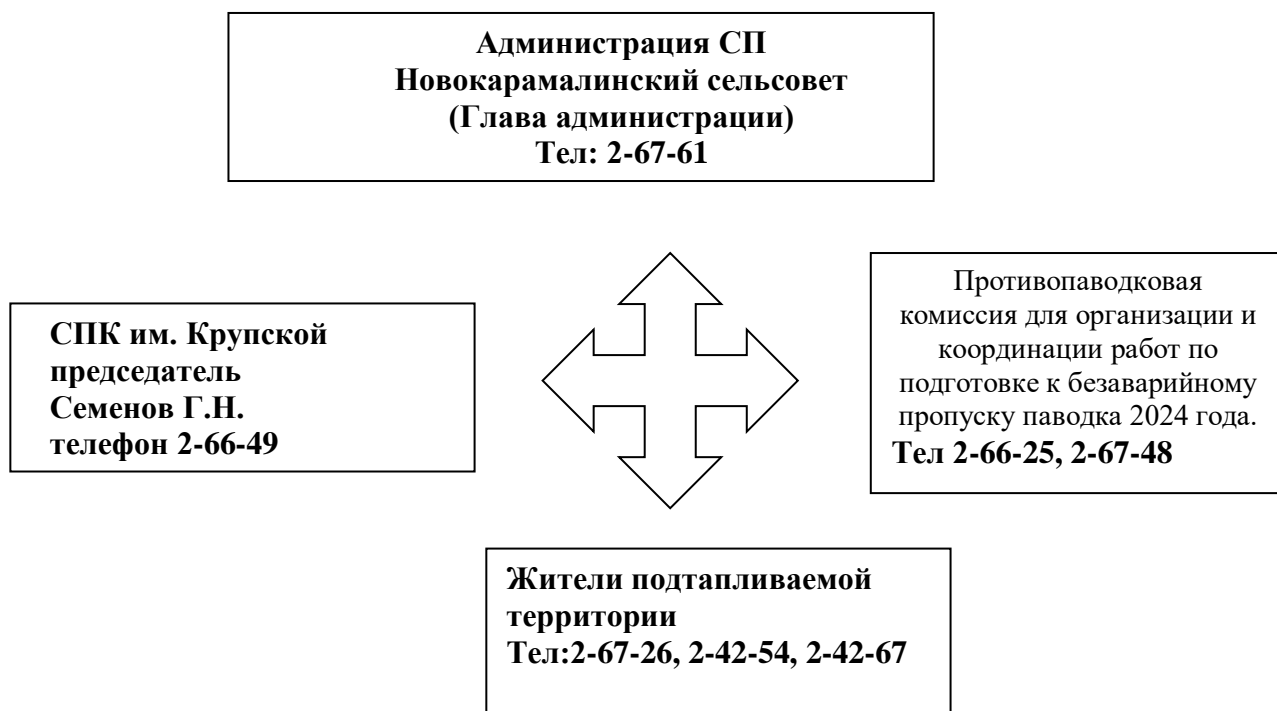 Администрация СП
Новокарамалинский сельсовет
(Глава администрации)
Тел: 2-67-61
СПК им. Крупской
председатель
Семенов Г.Н.
телефон 2-66-49
Противопаводковая
комиссия для организации и
координации работ по
подготовке к безаварийному
пропуску паводка 2024 года.
Тел 2-66-25, 2-67-48
Жители подтапливаемой
территории
Тел:2-67-26, 2-42-54, 2-42-67